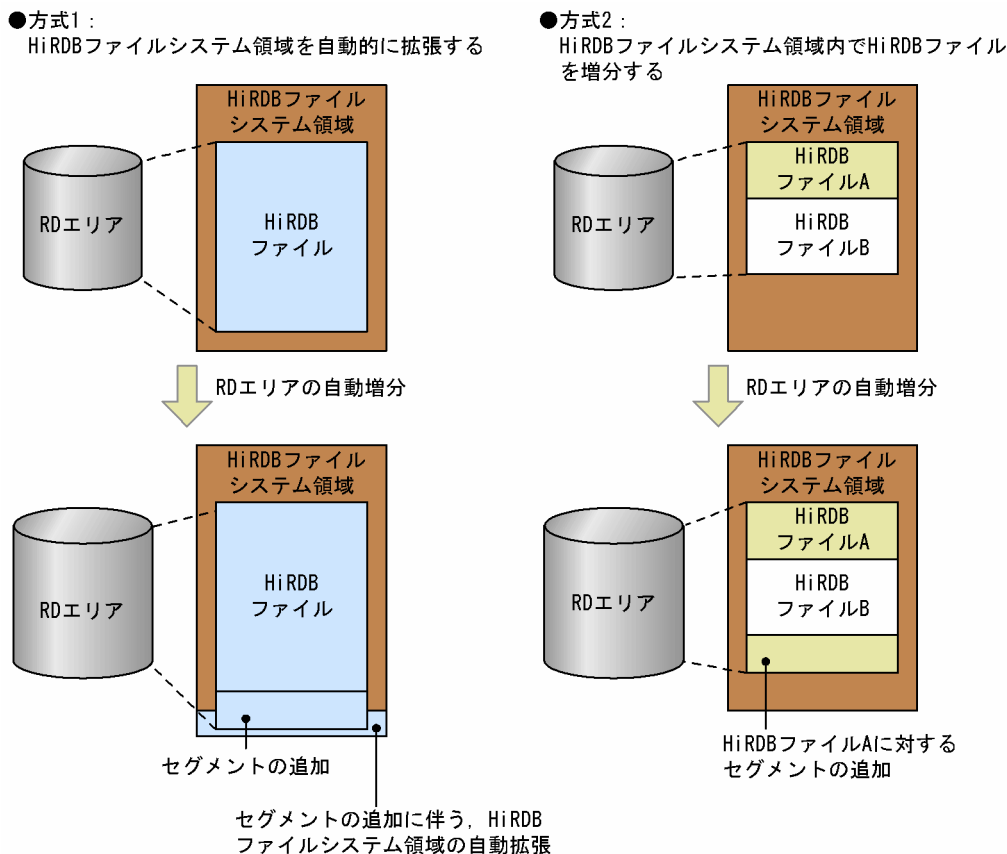 ●方式1：
HiRDBファイルシステム領域を自動的に拡張する
HiRDBファイル
システム領域
RDエリア
HiRDB
ファイル
RDエリアの自動増分
HiRDBファイル
システム領域
RDエリア
HiRDB
ファイル
セグメントの追加
セグメントの追加に伴う，HiRDB
ファイルシステム領域の自動拡張
●方式2：
HiRDBファイルシステム領域内でHiRDBファイル
を増分する
HiRDBファイル
システム領域
HiRDB
ファイルA
RDエリア
HiRDB
ファイルB
RDエリアの自動増分
HiRDBファイル
システム領域
HiRDB
ファイルA
RDエリア
HiRDB
ファイルB
HiRDBファイルAに対する
セグメントの追加